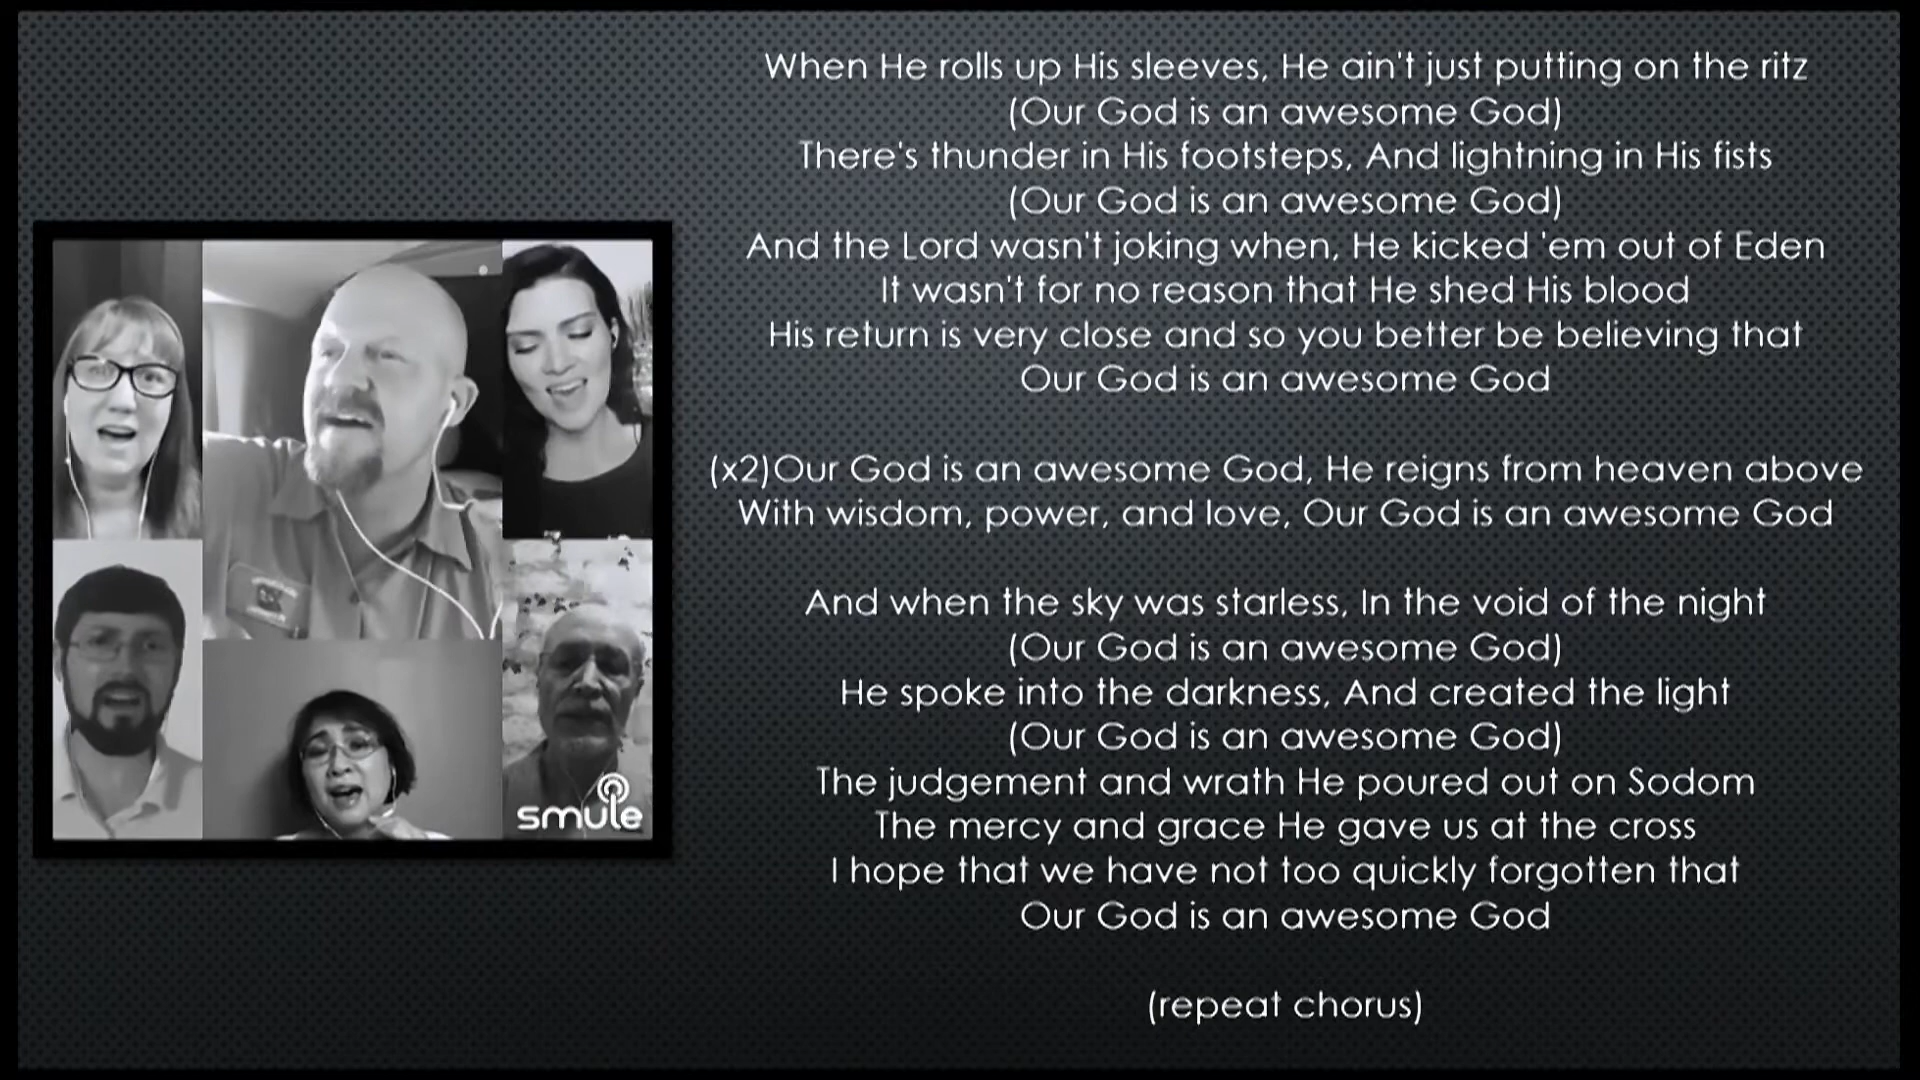 When He rolls up His sleeves, He ain't just putting on the ritz
(Our God is an awesome God)
There's thunder in His footsteps, And lightning in His fists
(Our God is an awesome God)
And the Lord wasn't joking when, He kicked 'em out of Eden
It wasn't for no reason that He shed His blood
His return is very close and so you better be believing that
Our God is an awesome God
(x2)Our God is an awesome God, He reigns from heaven above
With wisdom, power, and love, Our God is an awesome God
And when the sky was starless, In the void of the night
(Our God is an awesome God)
He spoke into the darkness, And created the light
(Our God is an awesome God)
The judgement and wrath He poured out on Sodom
The mercy and grace He gave us at the cross
I hope that we have not too quickly forgotten that
Our God is an awesome God
(repeat chorus)
smule